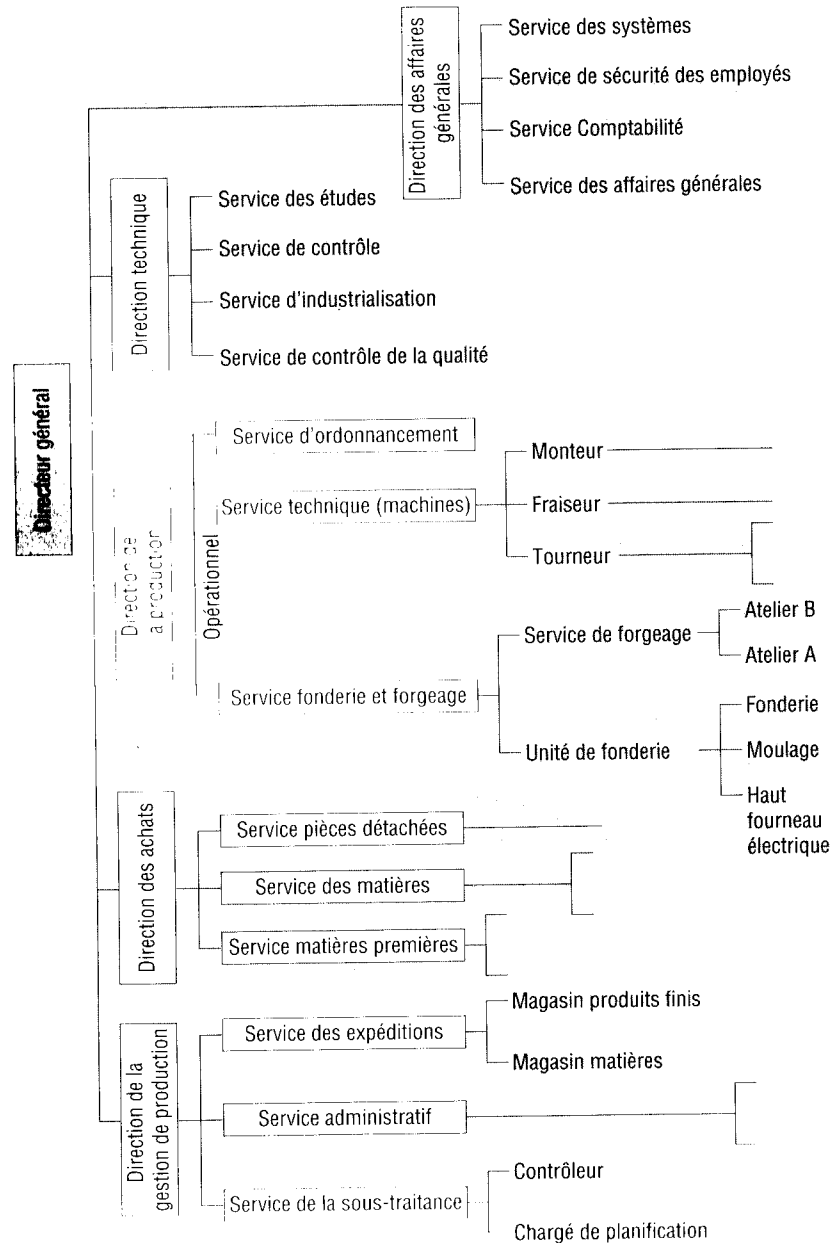 Directeur général
Direction des affaires
générales
Service des systèmes
Service de sécurité des employés
Service Comptabilité
Service des affaires générales
Direction technique
Service des études
Service de contrôle
Service d'industrialisation
Service de contrôle de la qualité
Direction de
a production
Opérationnel
Service d'ordonnancement
Service technique (machines)
Monteur
Fraiseur
Tourneur
Service fonderie et forgeage
Service de forgeage
Atelier B
Atelier A
Unité de fonderie
Fonderie
Moulage
Haut
fourneau
électrique
Direction des achats
Service pièces détachées
Service des matières
Service matières premières
Direction de la
gestion de production
Service des expéditions
Magasin produits finis
Magasin matières
Service administratif
Service de la sous-traitance
Contrôleur
Chargé de planification